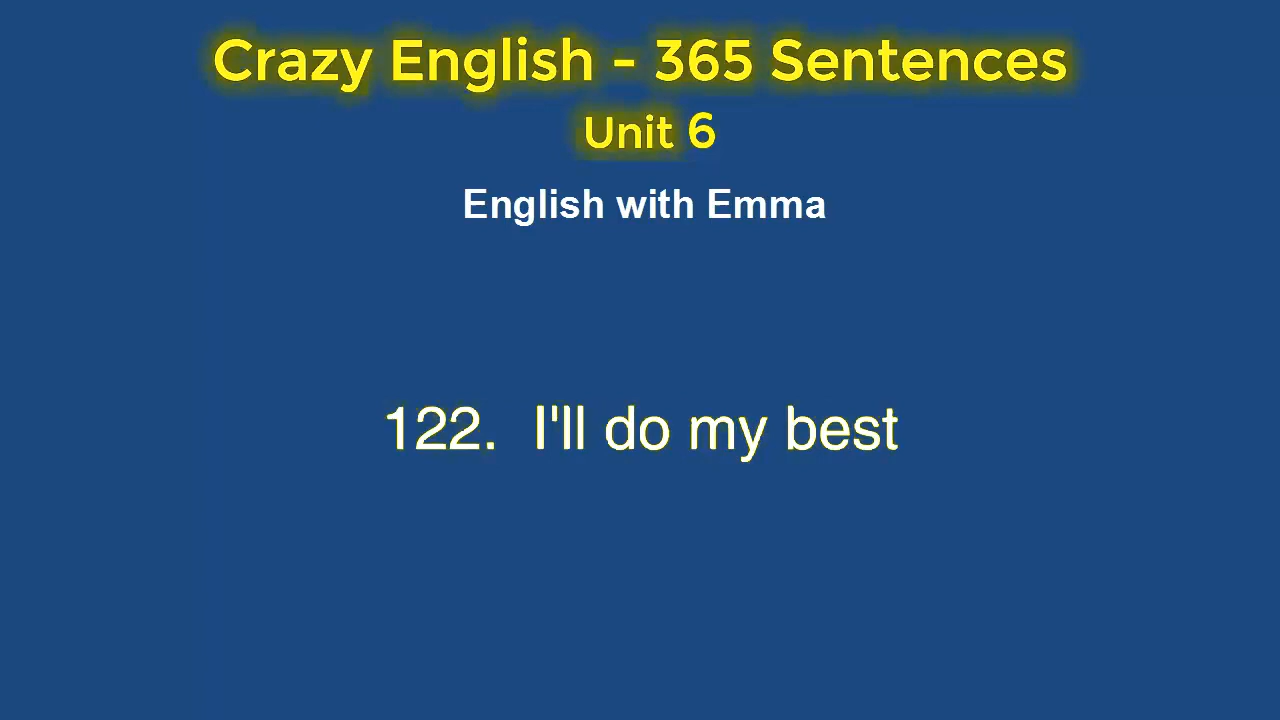 Crazy English - 365 Sentences
Unit 6
English with Emma
122. I'll do my best